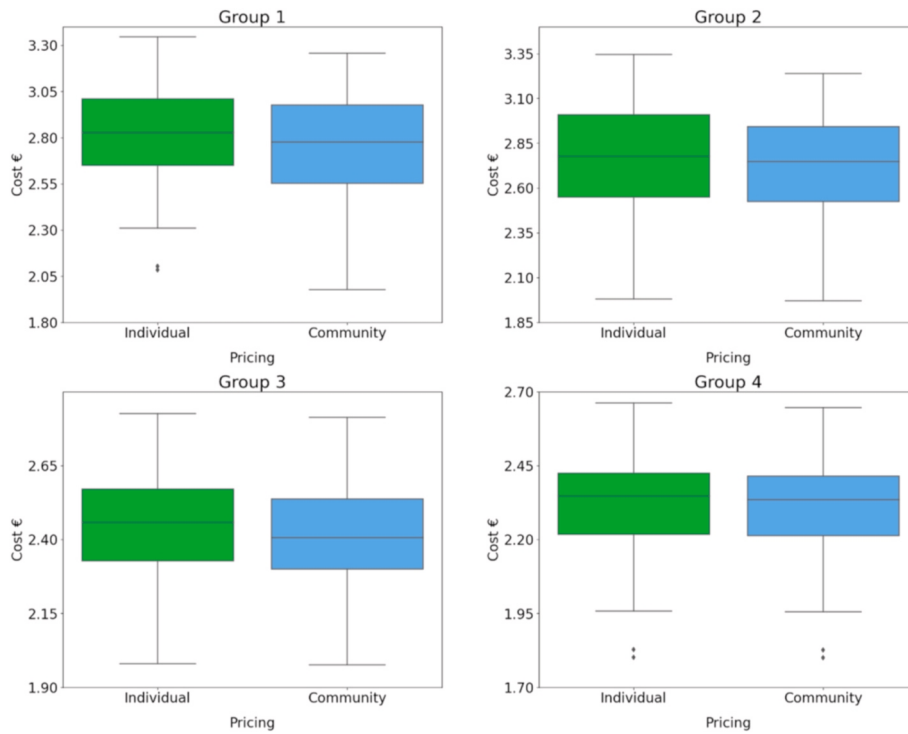 Group 1
Cost €
3.30
3.05
2.80
2.55
2.30
2.05
1.80
Individual
Community
Pricing
Group 2
Cost €
3.35
3.10
2.85
2.60
2.35
2.10
1.85
Individual
Community
Pricing
Group 3
Cost €
2.65
2.40
2.15
1.90
Individual
Community
Pricing
Group 4
Cost €
2.70
2.45
2.20
1.95
1.70
Individual
Community
Pricing